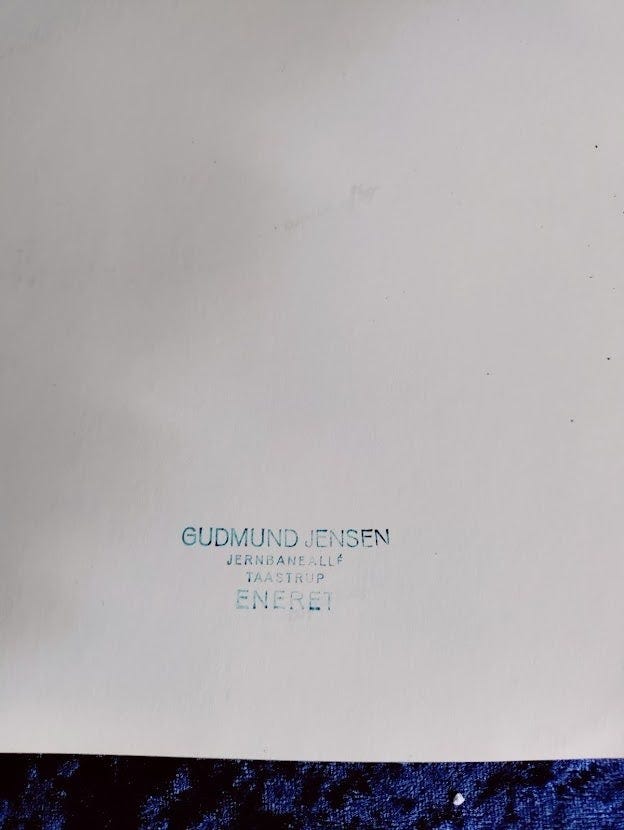 GUDMUND JENSEN
JERNBANEALLÉ
TAASTRUP
ENERET